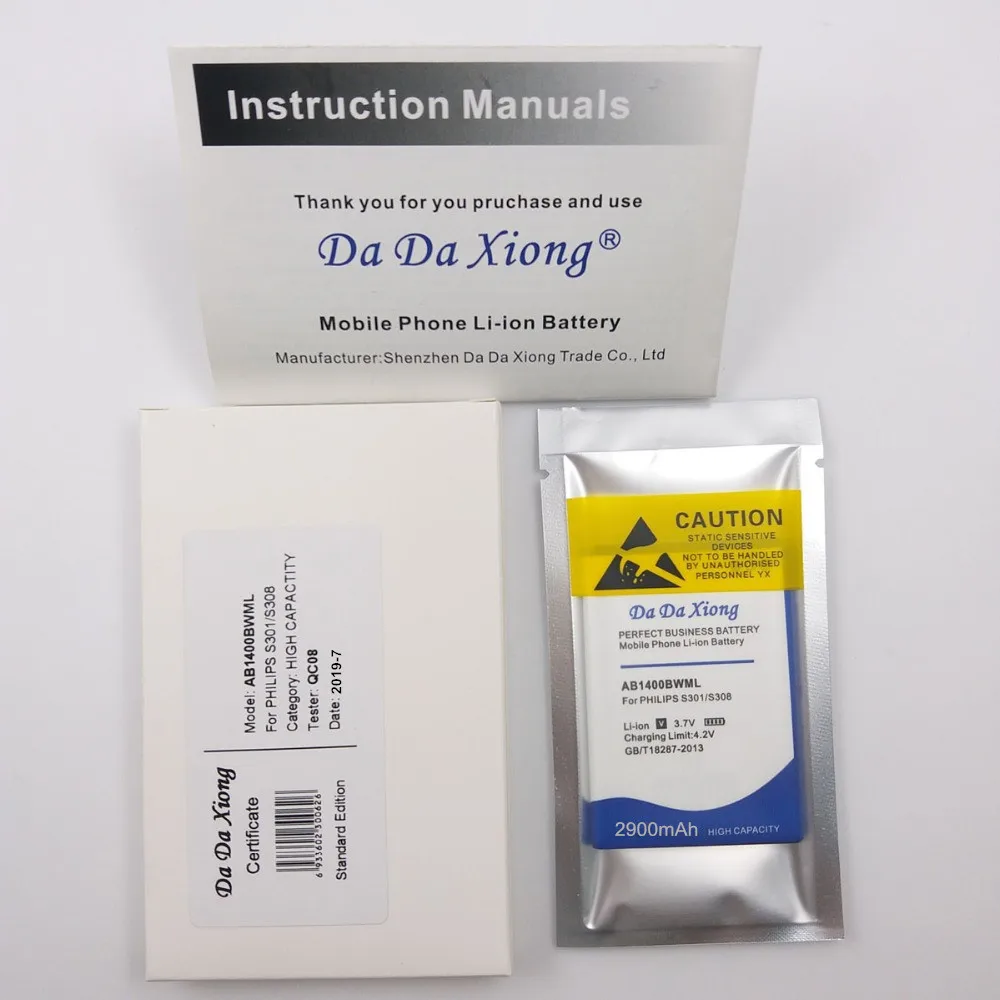 Instruction Manuals
Thank you for you pruchase and use
Da Da Xiong®
Mobile Phone Li-ion Battery
Manufacturer:Shenzhen Da Da Xiong Trade Co., Ltd
Model: AB1400BWML
For PHILIPS S301/S308
Category: HIGH CAPACTITY
Tester: QC08
Date: 2019-7
Da Da Xiong
Certificate
6 933602 300626
Standard Edition
CAUTION
STATIC SENSITIVE
DEVICES
NOT TO BE HANDLED
BY UNAUTHORISED
PERSONNEL YX
Da Da Xiong
PERFECT BUSINESS BATTERY
Mobile Phone Li-ion Battery
AB1400BWML
For PHILIPS S301/S308
Li-ion V 3.7V
Charging Limit:4.2V
GB/T18287-2013
2900mAh HIGH CAPACITY